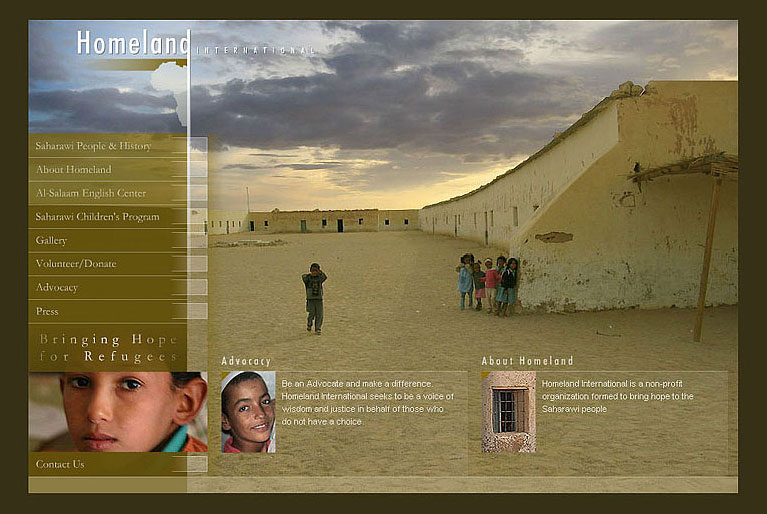 Homeland
INTERNATIONAL
Saharawi People & History
About Homeland
Al-Salaam English Center
Saharawi Children's Program
Gallery
Volunteer/Donate
Advocacy
Press
Bringing Hope
for Refugees
Contact Us
Advocacy
Be an Advocate and make a difference.
Homeland International seeks to be a voice of
wisdom and justice in behalf of those who
do not have a choice.
About Homeland
Homeland International is a non-profit
organization formed to bring hope to the
Saharawi people